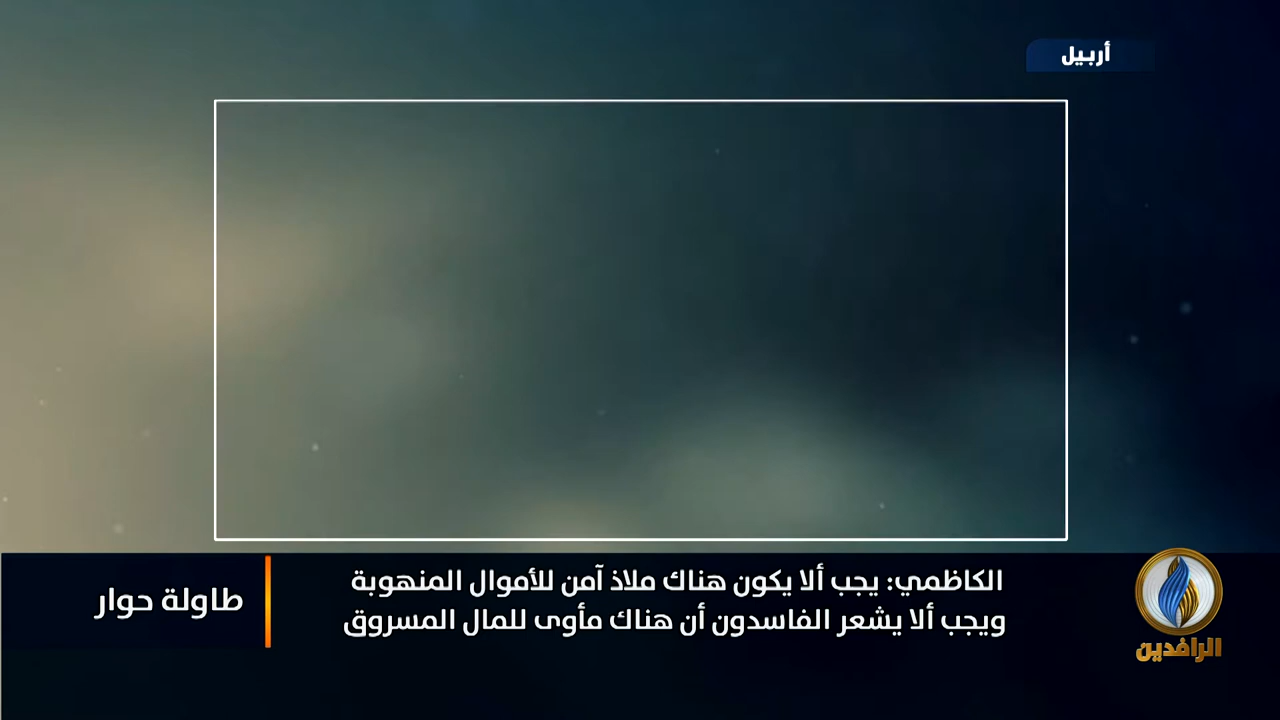 أربيل
الكاظمي: يجب ألا يكون هناك ملاذ آمن للأموال المنهوبة
ويجب ألا يشعر الفاسدون أن هناك مأوى للمال المسروق
طاولة حوار
الرافدين